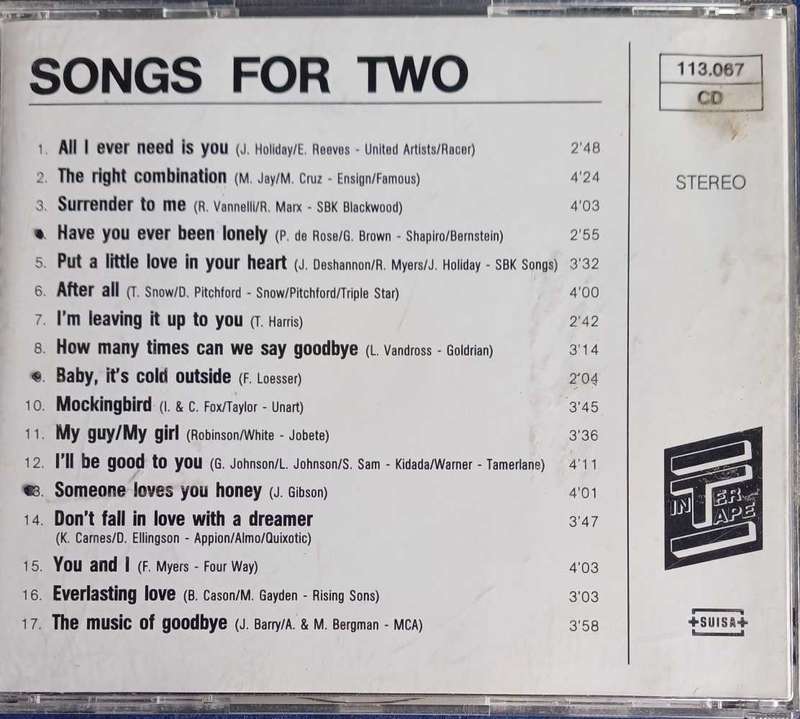 SONGS FOR TWO
113.067
CD
STEREO
1. All I ever need is you (J. Holiday/E. Reeves - United Artists/Racer) 2'48
2. The right combination (M. Jay/M. Cruz - Ensign/Famous) 4'24
3. Surrender to me (R. Vannelli/R. Marx - SBK Blackwood) 4'03
Have you ever been lonely (P. de Rose/G. Brown - Shapiro/Bernstein) 2'55
5. Put a little love in your heart (J. Deshannon/R. Myers/J. Holiday - SBK Songs) 3'32
6. After all (T. Snow/D. Pitchford - Snow/Pitchford/Triple Star) 4'00
7. I'm leaving it up to you (T. Harris) 2'42
8. How many times can we say goodbye (L. Vandross - Goldrian) 3'14
Baby, it's cold outside (F. Loesser) 2'04
10. Mockingbird (I. & C. Fox/Taylor - Unart) 3'45
11. My guy/My girl (Robinson/White - Jobete) 3'36
12. I'll be good to you (G. Johnson/L. Johnson/S. Sam - Kidada/Warner - Tamerlane) 4'11
3. Someone loves you honey (J. Gibson) 4'01
14. Don't fall in love with a dreamer 3'47
(K. Carnes/D. Ellingson - Appion/Almo/Quixotic)
15. You and I (F. Myers - Four Way) 4'03
16. Everlasting love (B. Cason/M. Gayden - Rising Sons) 3'03
17. The music of goodbye (J. Barry/A. & M. Bergman - MCA) 3'58
INTER
TAPE
SUISA